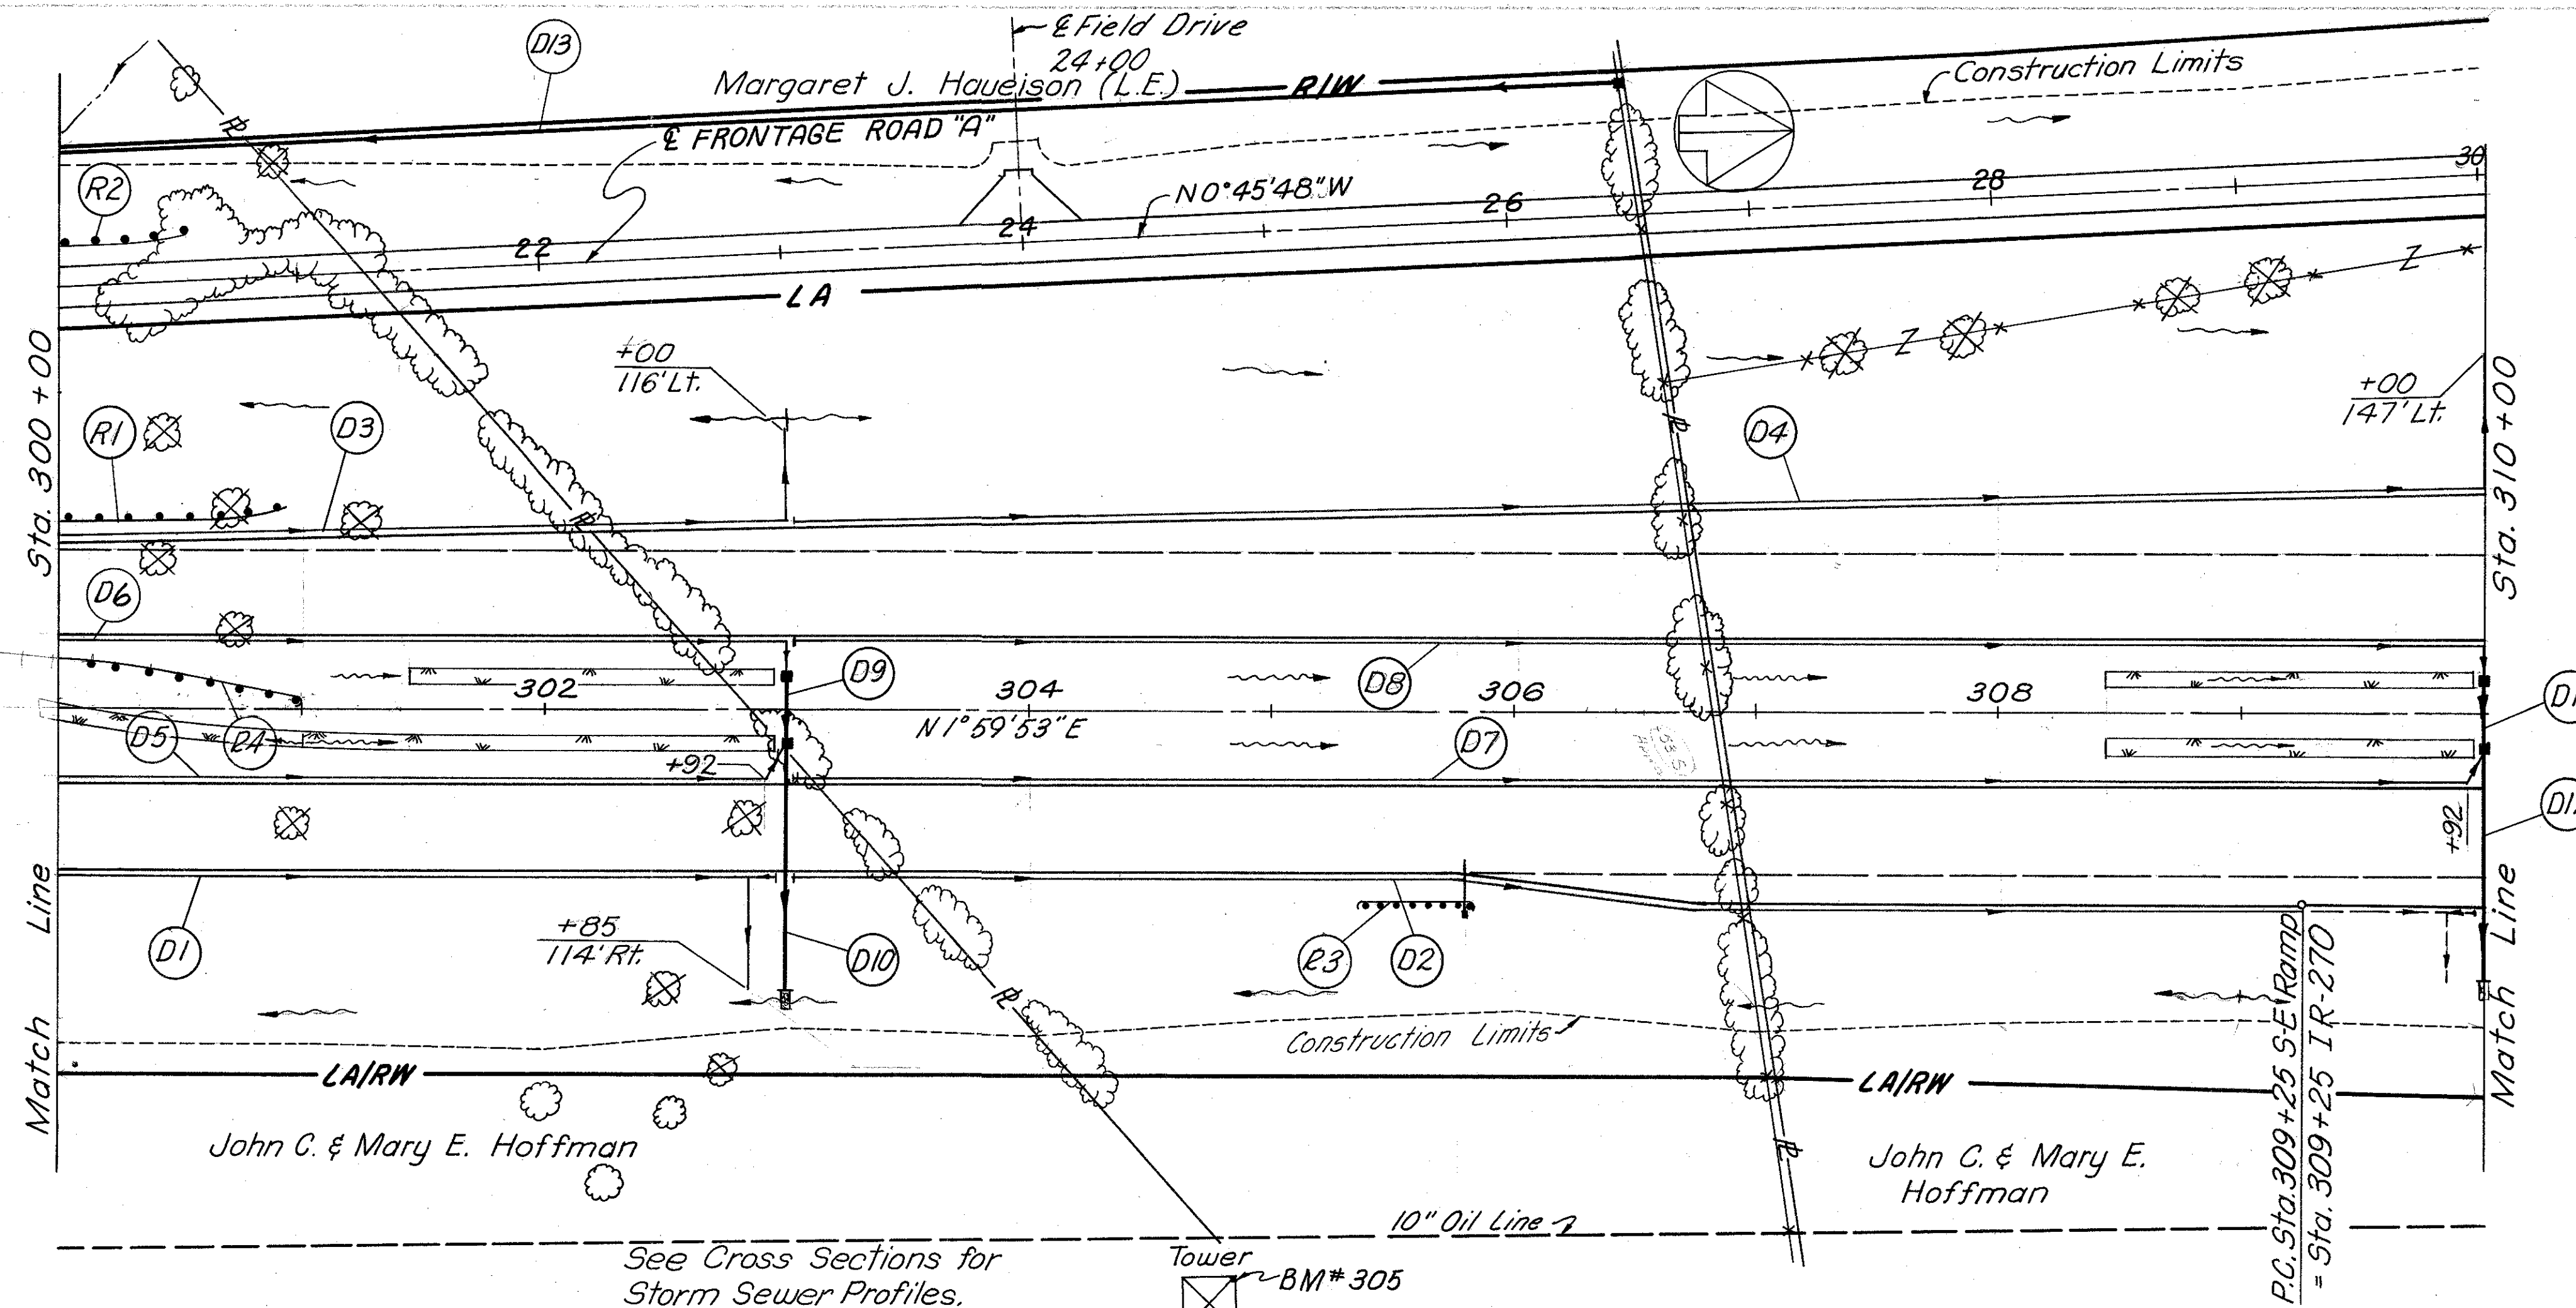 ℄ Field Drive
24+00
D13
Margaret J. Haueison (L.E.)
R/W
Construction Limits
℄ FRONTAGE ROAD "A"
R2
N 0°45'48" W
22
24
26
28
30
LA
Z
Z
+00
116' Lt.
+00
147' Lt.
R1
D3
D4
Sta. 300+00
Sta. 310+00
D6
D9
D8
302
304
306
308
N 1°59'53" E
D5
R4
D7
+92
+92
D1
+85
114' Rt.
D10
R3
D2
Construction Limits
LA/RW
LA/RW
Match Line
Match Line
John C. & Mary E. Hoffman
John C. & Mary E.
Hoffman
P.C. Sta. 309+25 S-E Ramp
= Sta. 309+25 IR-270
10" Oil Line
See Cross Sections for
Storm Sewer Profiles.
Tower
BM#305